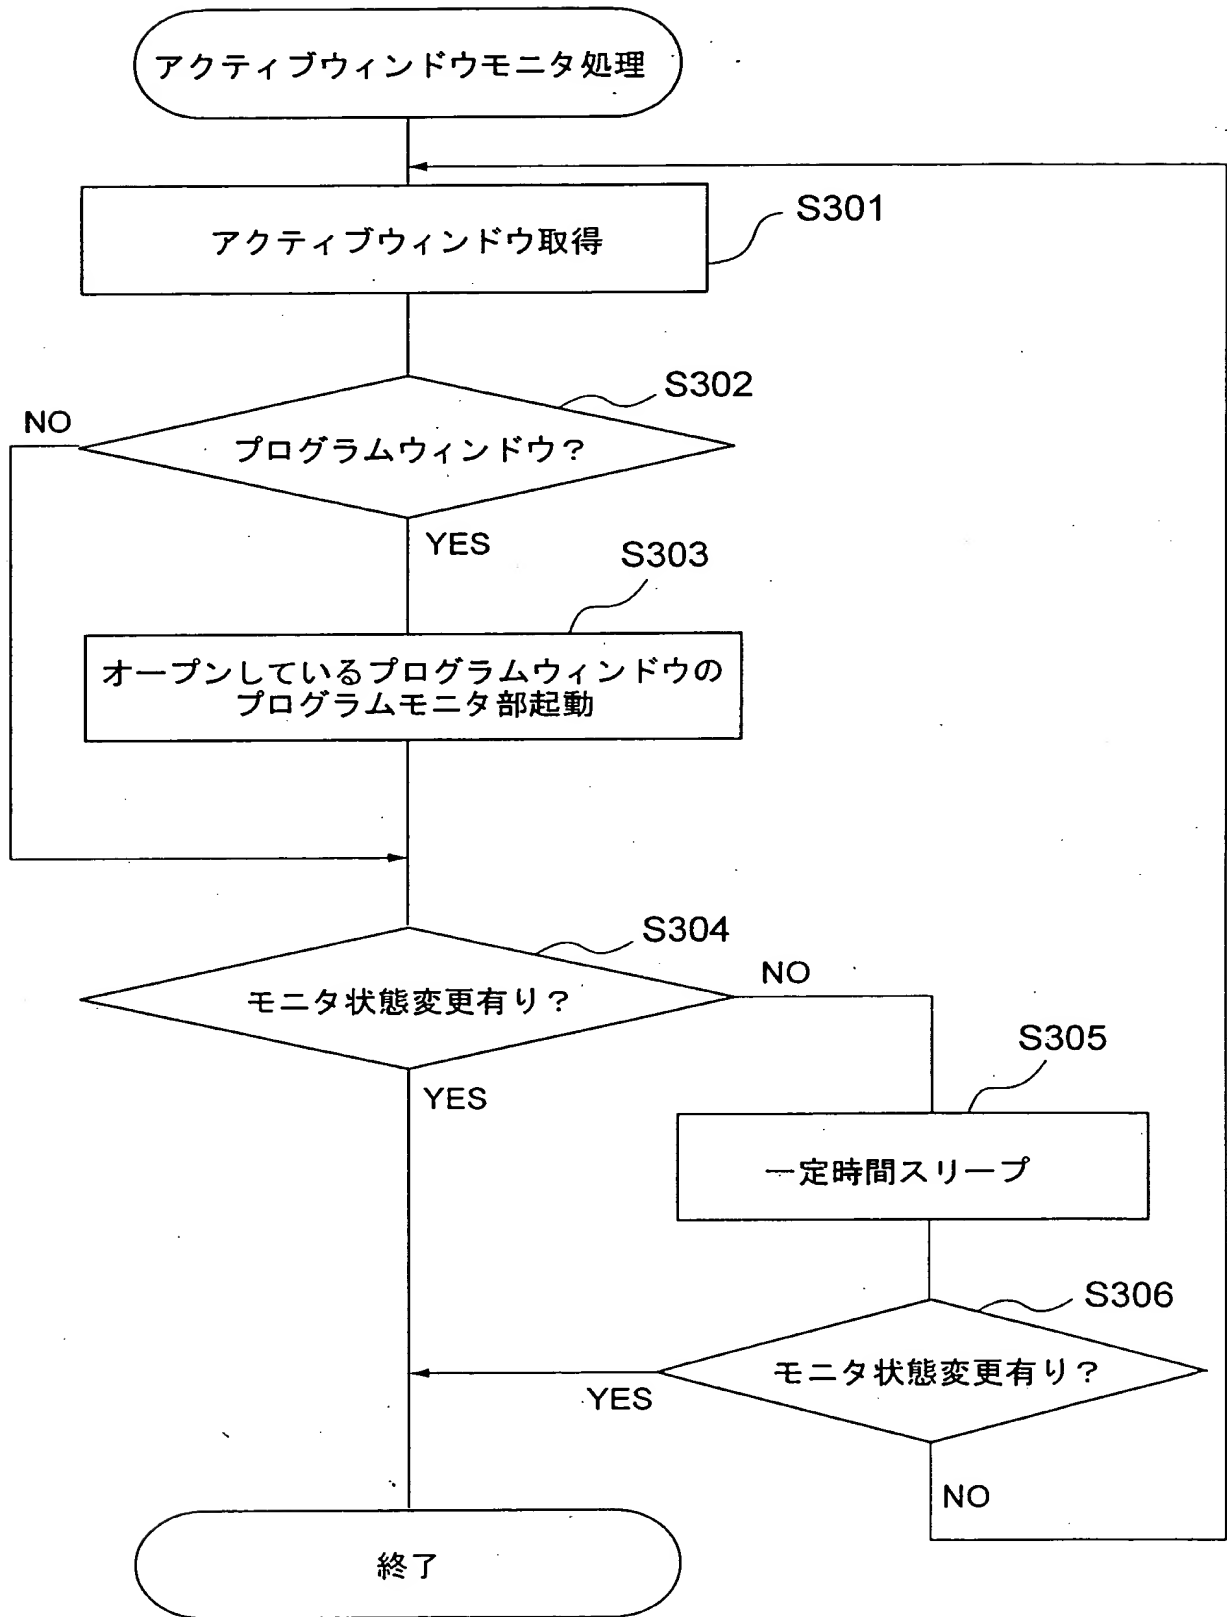 アクティブウィンドウモニタ処理
アクティブウィンドウ取得
S301
S302
NO
プログラムウィンドウ?
YES
S303
オープンしているプログラムウィンドウの
プログラムモニタ部起動
S304
NO
モニタ状態変更有り?
YES
S305
一定時間スリープ
S306
モニタ状態変更有り?
YES
NO
終了